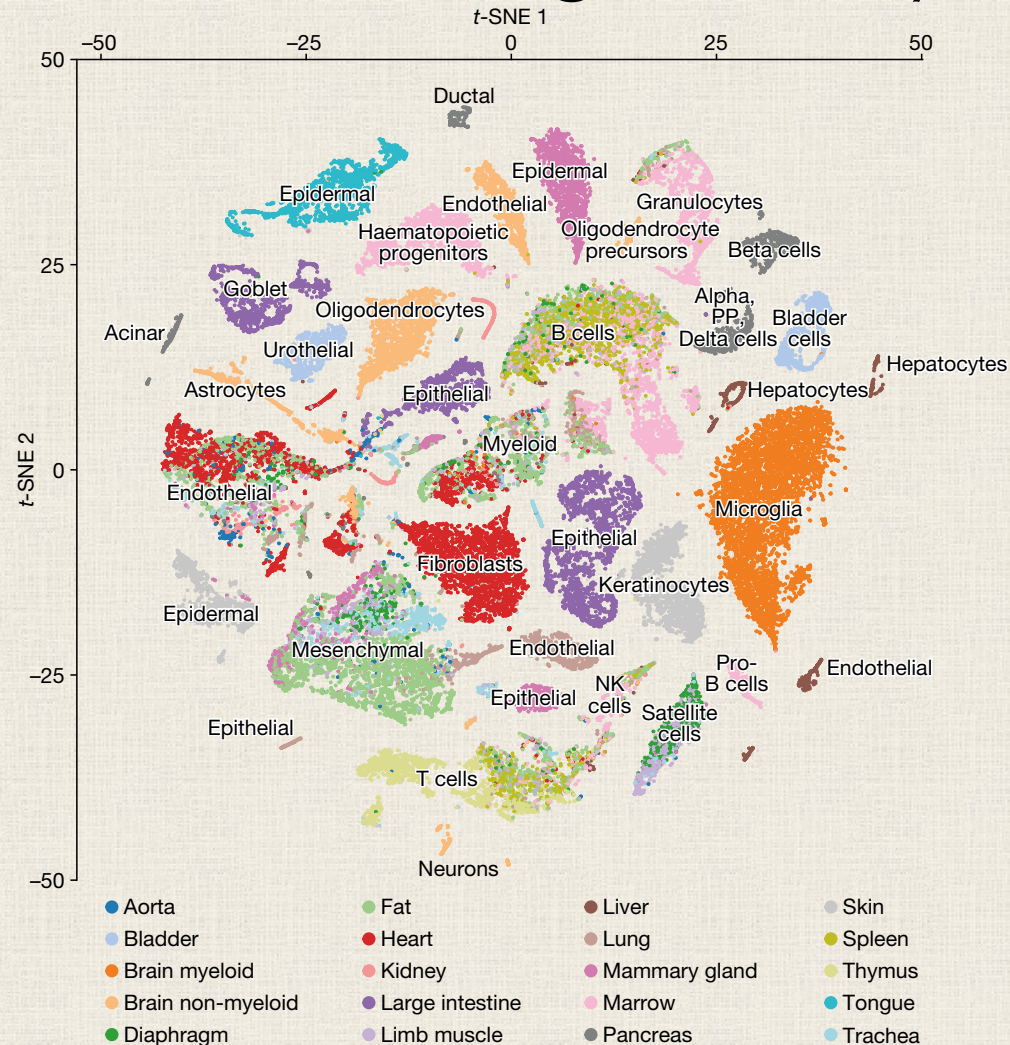 t-SNE 1
−50 −25 0 25 50
50
25
0
−25
−50
t-SNE 2
Ductal
Epidermal
Epidermal
Endothelial
Granulocytes
Haematopoietic
progenitors
Oligodendrocyte
precursors
Beta cells
Goblet
Oligodendrocytes
Alpha,
PP,
Delta cells
Bladder
cells
Acinar
B cells
Urothelial
Hepatocytes
Astrocytes
Epithelial
Hepatocytes
Myeloid
Endothelial
Microglia
Epithelial
Fibroblasts
Keratinocytes
Epidermal
Mesenchymal
Endothelial
Pro-
B cells
Endothelial
NK
cells
Epithelial
Satellite
cells
Epithelial
T cells
Neurons
Aorta
Bladder
Brain myeloid
Brain non-myeloid
Diaphragm
Fat
Heart
Kidney
Large intestine
Limb muscle
Liver
Lung
Mammary gland
Marrow
Pancreas
Skin
Spleen
Thymus
Tongue
Trachea